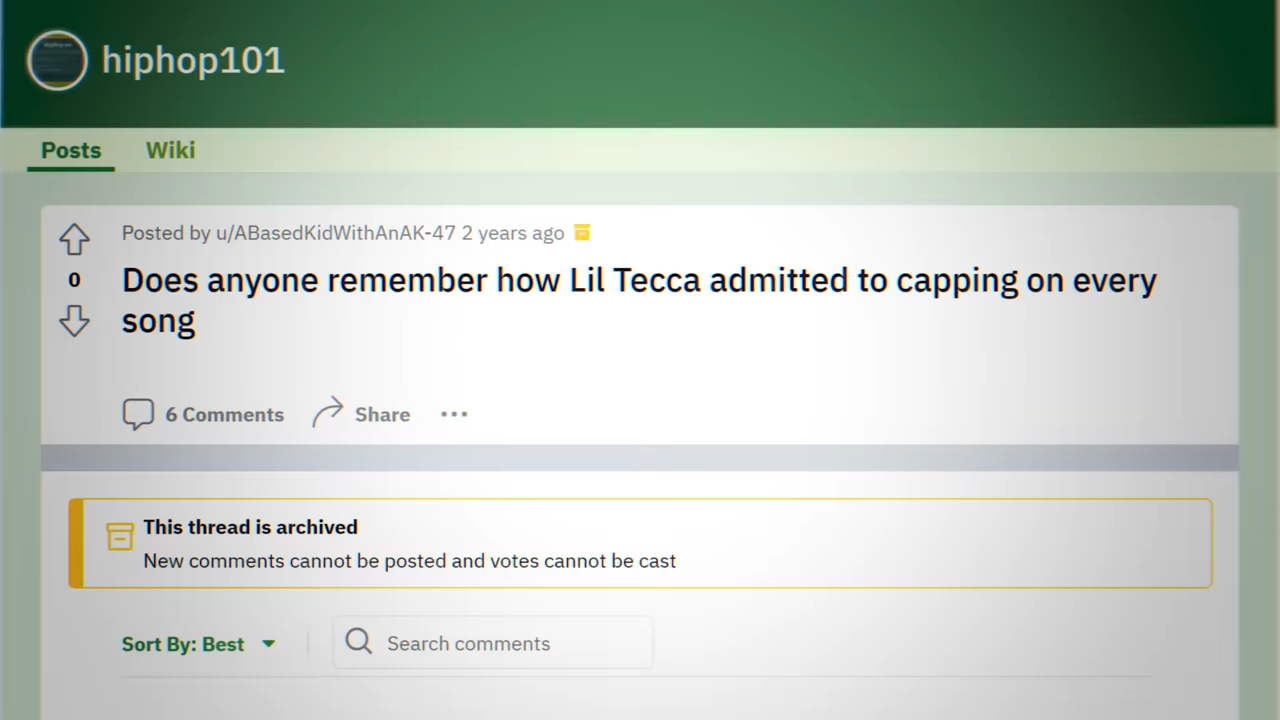 hiphop101
Posts Wiki
Posted by u/ABasedKidWithAnAK-47 2 years ago
0
Does anyone remember how Lil Tecca admitted to capping on every
song
6 Comments Share
This thread is archived
New comments cannot be posted and votes cannot be cast
Sort By: Best Search comments